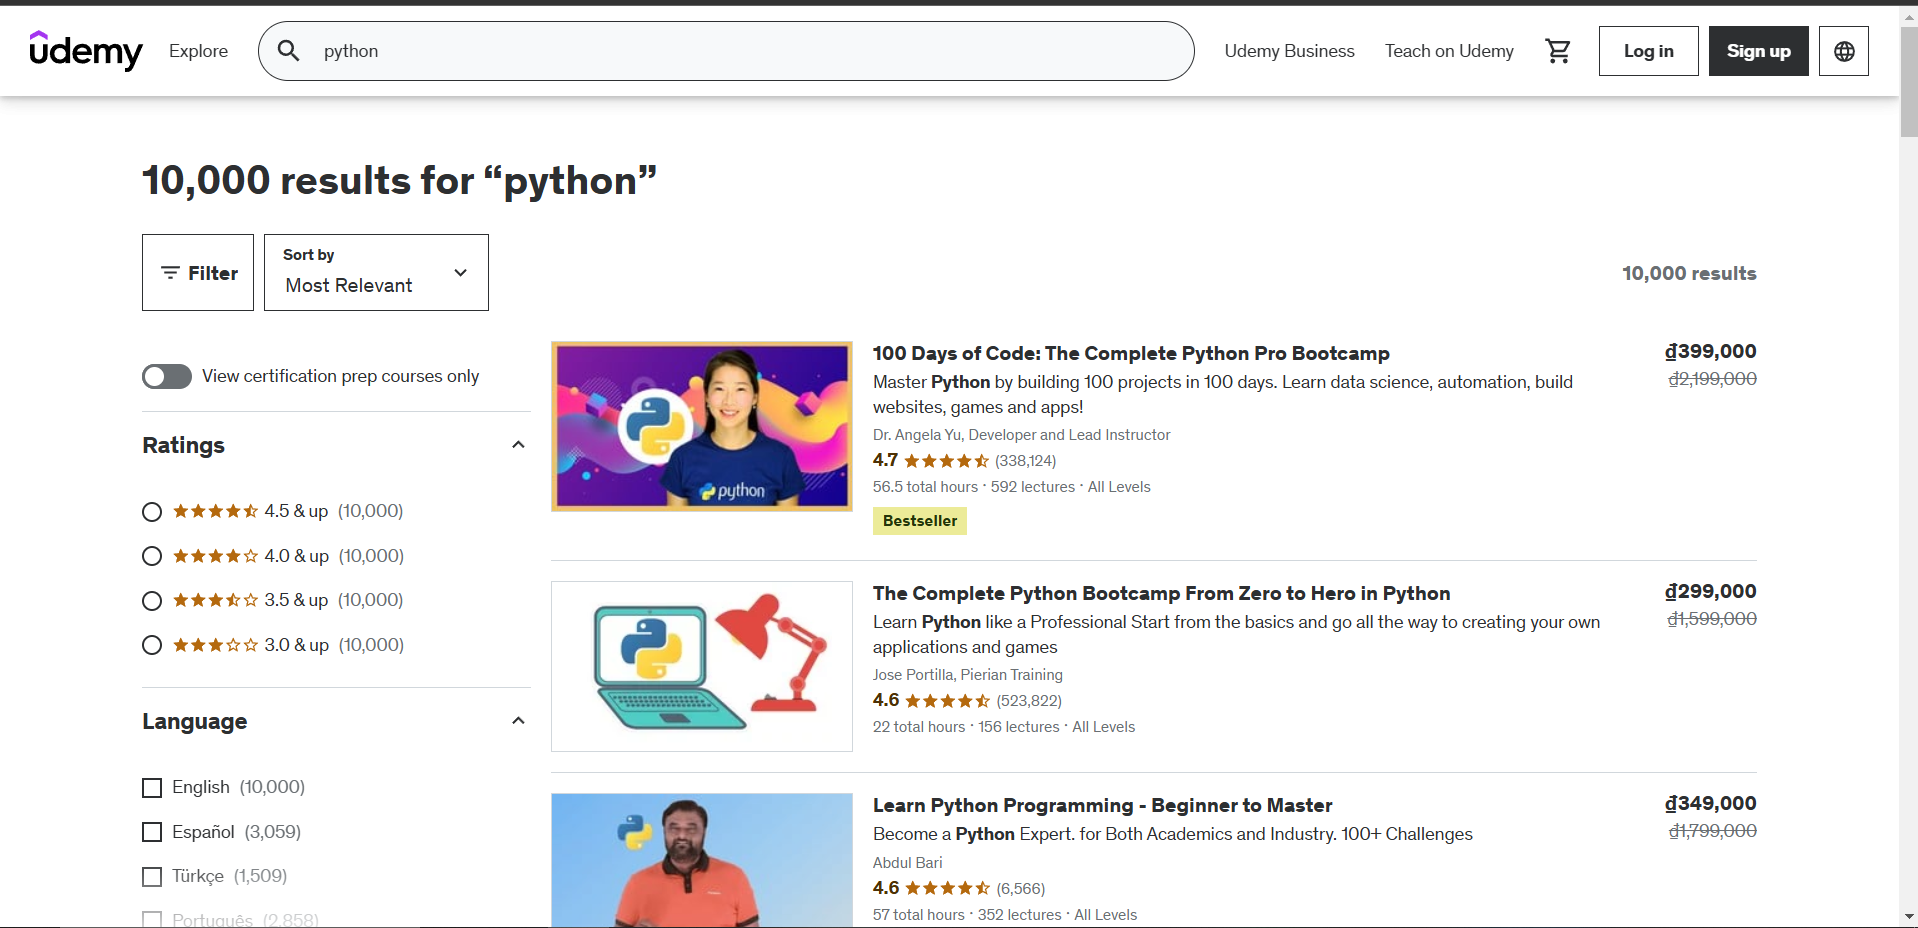 udemy
Explore
python
Udemy Business
Teach on Udemy
Log in
Sign up
10,000 results for “python”
Filter
Sort by
Most Relevant
10,000 results
View certification prep courses only
Ratings
4.5 & up (10,000)
4.0 & up (10,000)
3.5 & up (10,000)
3.0 & up (10,000)
Language
English (10,000)
Español (3,059)
Türkçe (1,509)
Português (2,858)
python
100 Days of Code: The Complete Python Pro Bootcamp
Master Python by building 100 projects in 100 days. Learn data science, automation, build
websites, games and apps!
Dr. Angela Yu, Developer and Lead Instructor
4.7 (338,124)
56.5 total hours · 592 lectures · All Levels
Bestseller
₫399,000
₫2,199,000
The Complete Python Bootcamp From Zero to Hero in Python
Learn Python like a Professional Start from the basics and go all the way to creating your own
applications and games
Jose Portilla, Pierian Training
4.6 (523,822)
22 total hours · 156 lectures · All Levels
₫299,000
₫1,599,000
Learn Python Programming - Beginner to Master
Become a Python Expert. for Both Academics and Industry. 100+ Challenges
Abdul Bari
4.6 (6,566)
57 total hours · 352 lectures · All Levels
₫349,000
₫1,799,000